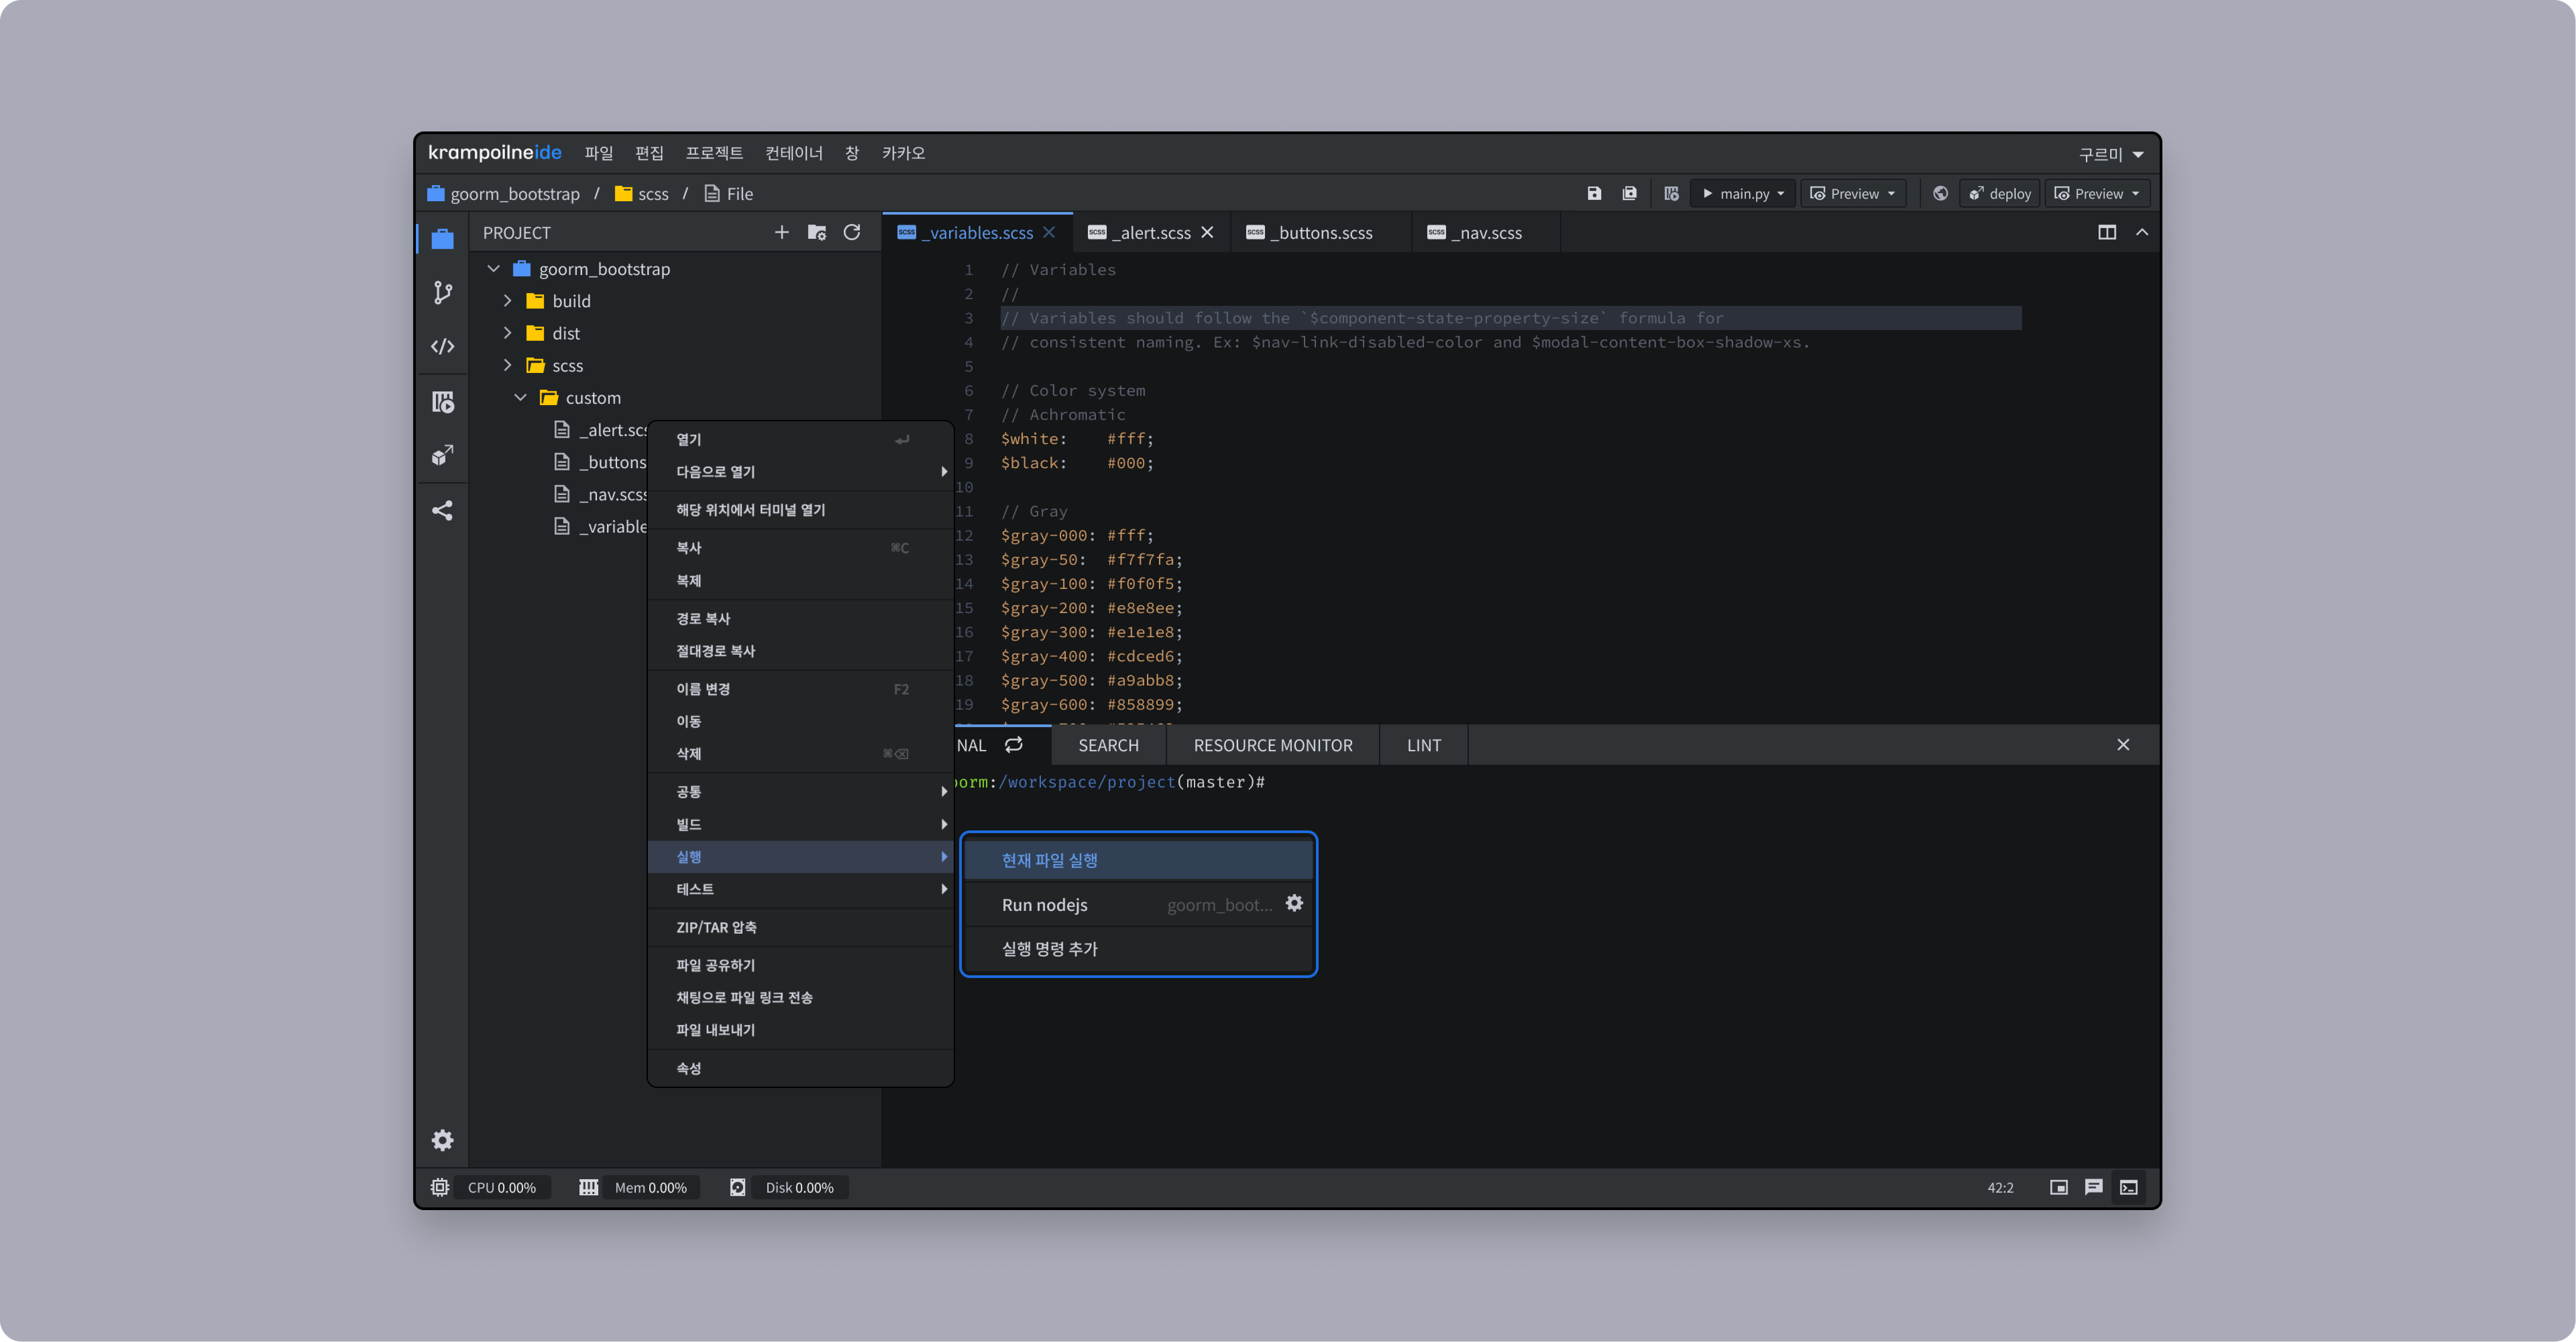 krampoilneide 파일 편집 프로젝트 컨테이너 창 카카오 구르미
goorm_bootstrap / scss / File main.py Preview deploy Preview
PROJECT
goorm_bootstrap
build
dist
scss
custom
_alert.scs
_buttons
_nav.scss
_variable
열기
다음으로 열기
해당 위치에서 터미널 열기
복사 ⌘C
복제
경로 복사
절대경로 복사
이름 변경 F2
이동
삭제 ⌘⌫
공통
빌드
실행
테스트
ZIP/TAR 압축
파일 공유하기
채팅으로 파일 링크 전송
파일 내보내기
속성
_variables.scss _alert.scss _buttons.scss _nav.scss
1 // Variables
2 //
3 // Variables should follow the `$component-state-property-size` formula for
4 // consistent naming. Ex: $nav-link-disabled-color and $modal-content-box-shadow-xs.
5
6 // Color system
7 // Achromatic
8 $white: #fff;
9 $black: #000;
10
11 // Gray
12 $gray-000: #fff;
13 $gray-50: #f7f7fa;
14 $gray-100: #f0f0f5;
15 $gray-200: #e8e8ee;
16 $gray-300: #e1e1e8;
17 $gray-400: #cdced6;
18 $gray-500: #a9abb8;
19 $gray-600: #858899;
NAL SEARCH RESOURCE MONITOR LINT
oorm:/workspace/project(master)#
현재 파일 실행
Run nodejs goorm_boot...
실행 명령 추가
CPU 0.00% Mem 0.00% Disk 0.00% 42:2